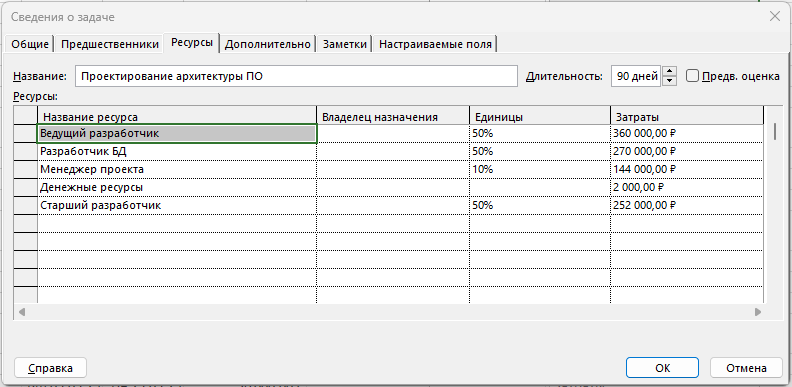 Сведения о задаче
Общие Предшественники Ресурсы Дополнительно Заметки Настраиваемые поля
Название: Проектирование архитектуры ПО Длительность: 90 дней Предв. оценка
Ресурсы:
Название ресурса Владелец назначения Единицы Затраты
Ведущий разработчик 50% 360 000,00 ₽
Разработчик БД 50% 270 000,00 ₽
Менеджер проекта 10% 144 000,00 ₽
Денежные ресурсы 2 000,00 ₽
Старший разработчик 50% 252 000,00 ₽
Справка ОК Отмена